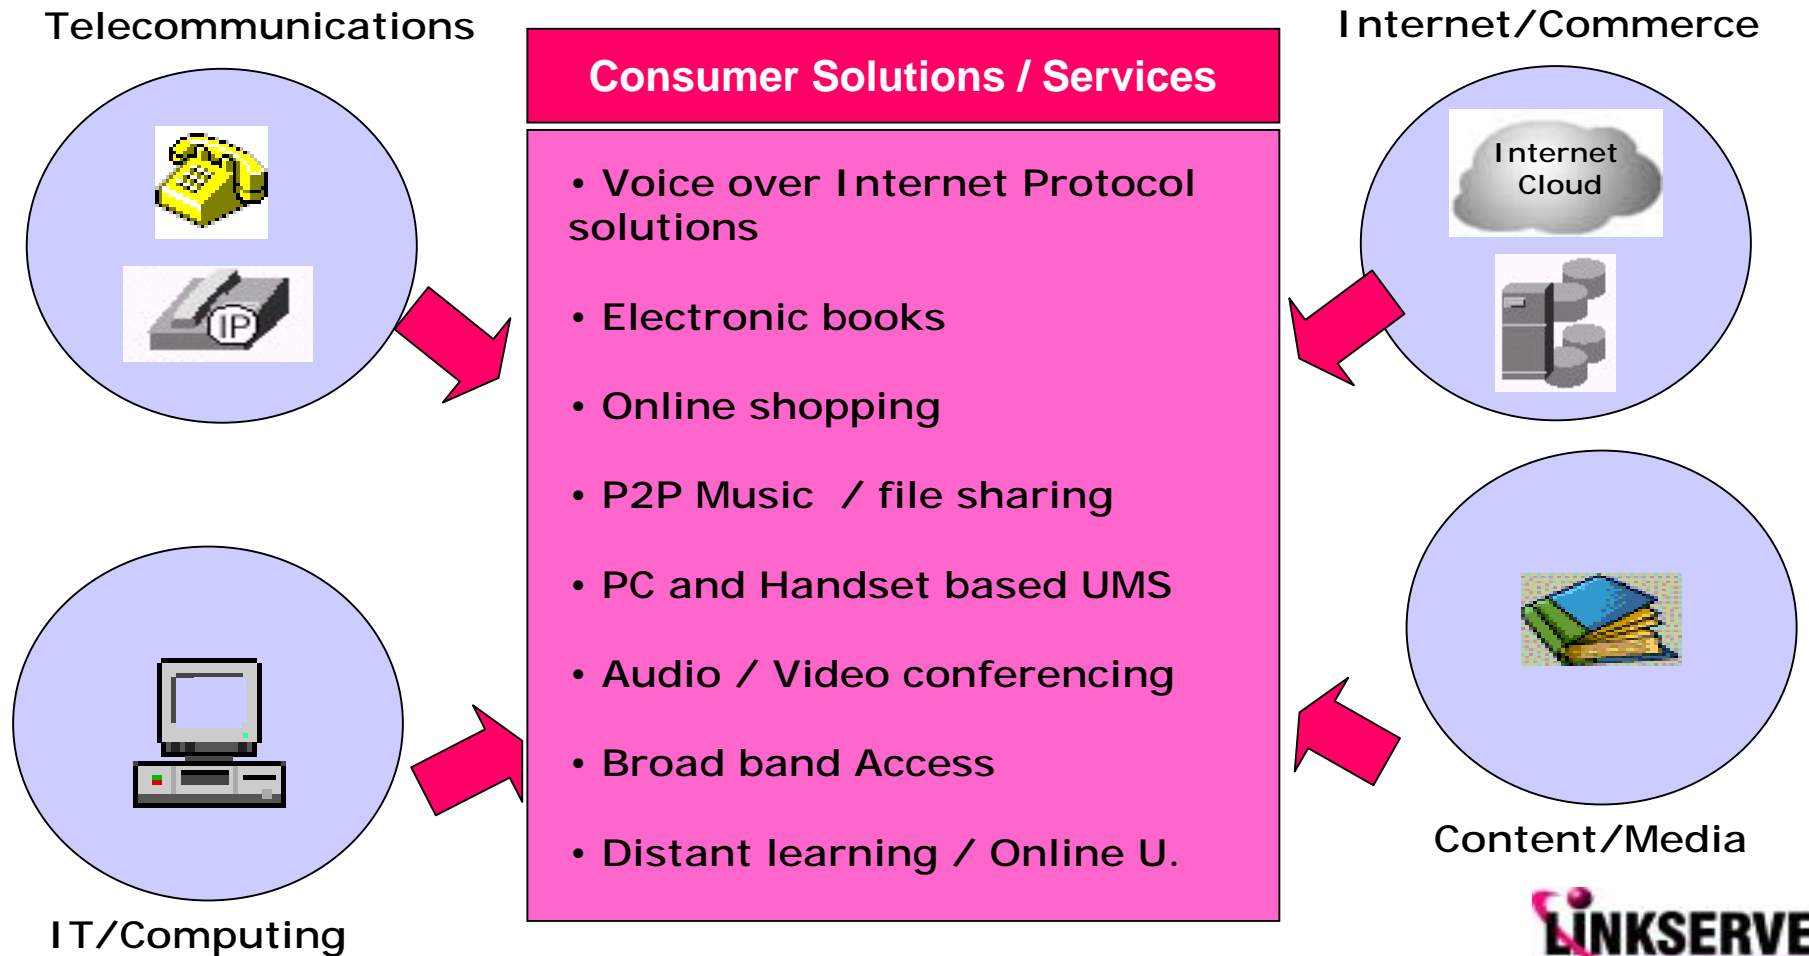 Telecommunications
Internet/Commerce
Consumer Solutions / Services
Internet
Cloud
IP
• Voice over Internet Protocol
solutions
• Electronic books
• Online shopping
• P2P Music / file sharing
• PC and Handset based UMS
• Audio / Video conferencing
• Broad band Access
• Distant learning / Online U.
Content/Media
IT/Computing
LINKSERVE